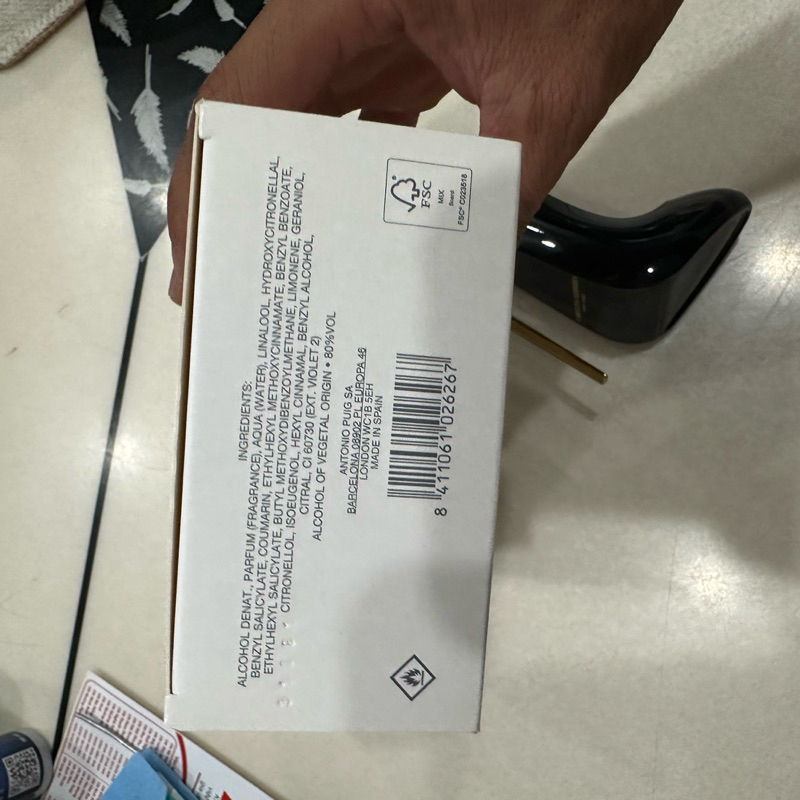 INGREDIENTS:
ALCOHOL DENAT., PARFUM (FRAGRANCE), AQUA (WATER), LINALOOL, HYDROXYCITRONELLAL,
BENZYL SALICYLATE, COUMARIN, ETHYLHEXYL METHOXYCINNAMATE, BENZYL BENZOATE,
ETHYLHEXYL SALICYLATE, BUTYL METHOXYDIBENZOYLMETHANE, LIMONENE, GERANIOL,
CITRONELLOL, ISOEUGENOL, HEXYL CINNAMAL, BENZYL ALCOHOL,
CITRAL, CI 60730 (EXT. VIOLET 2)
ALCOHOL OF VEGETAL ORIGIN • 80%VOL
ANTONIO PUIG SA
BARCELONA 08902 PL EUROPA 46
LONDON WC1B 5EH
MADE IN SPAIN
8 411061 026267
FSC
MIX
Board
FSC® C023518